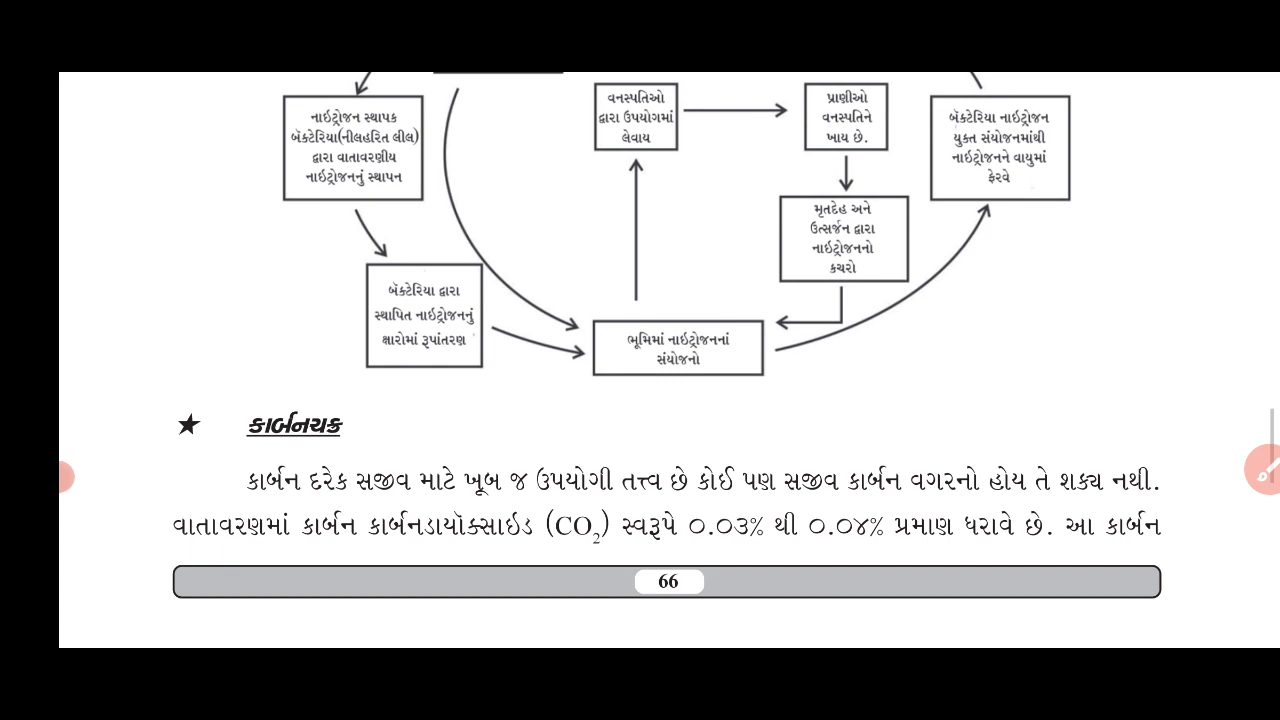 નાઇટ્રોજન સ્થાપક
બૅક્ટેરિયા(નીલહરિત લીલ)
દ્વારા વાતાવરણીય
નાઇટ્રોજનનું સ્થાપન
વનસ્પતિઓ
દ્વારા ઉપયોગમાં
લેવાય
પ્રાણીઓ
વનસ્પતિને
ખાય છે.
બૅક્ટેરિયા નાઇટ્રોજન
યુક્ત સંયોજનમાંથી
નાઇટ્રોજનને વાયુમાં
ફેરવે
મૃતદેહ અને
ઉત્સર્જન દ્વારા
નાઇટ્રોજનનો
કચરો
બૅક્ટેરિયા દ્વારા
સ્થાપિત નાઇટ્રોજનનું
ક્ષારોમાં રૂપાંતરણ
ભૂમિમાં નાઇટ્રોજનનાં
સંયોજનો
★ કાર્બનચક્ર
કાર્બન દરેક સજીવ માટે ખૂબ જ ઉપયોગી તત્ત્વ છે કોઈ પણ સજીવ કાર્બન વગરનો હોય તે શક્ય નથી.
વાતાવરણમાં કાર્બન કાર્બનડાયૉક્સાઇડ (CO₂) સ્વરૂપે ૦.૦૩% થી ૦.૦૪% પ્રમાણ ધરાવે છે. આ કાર્બન
66